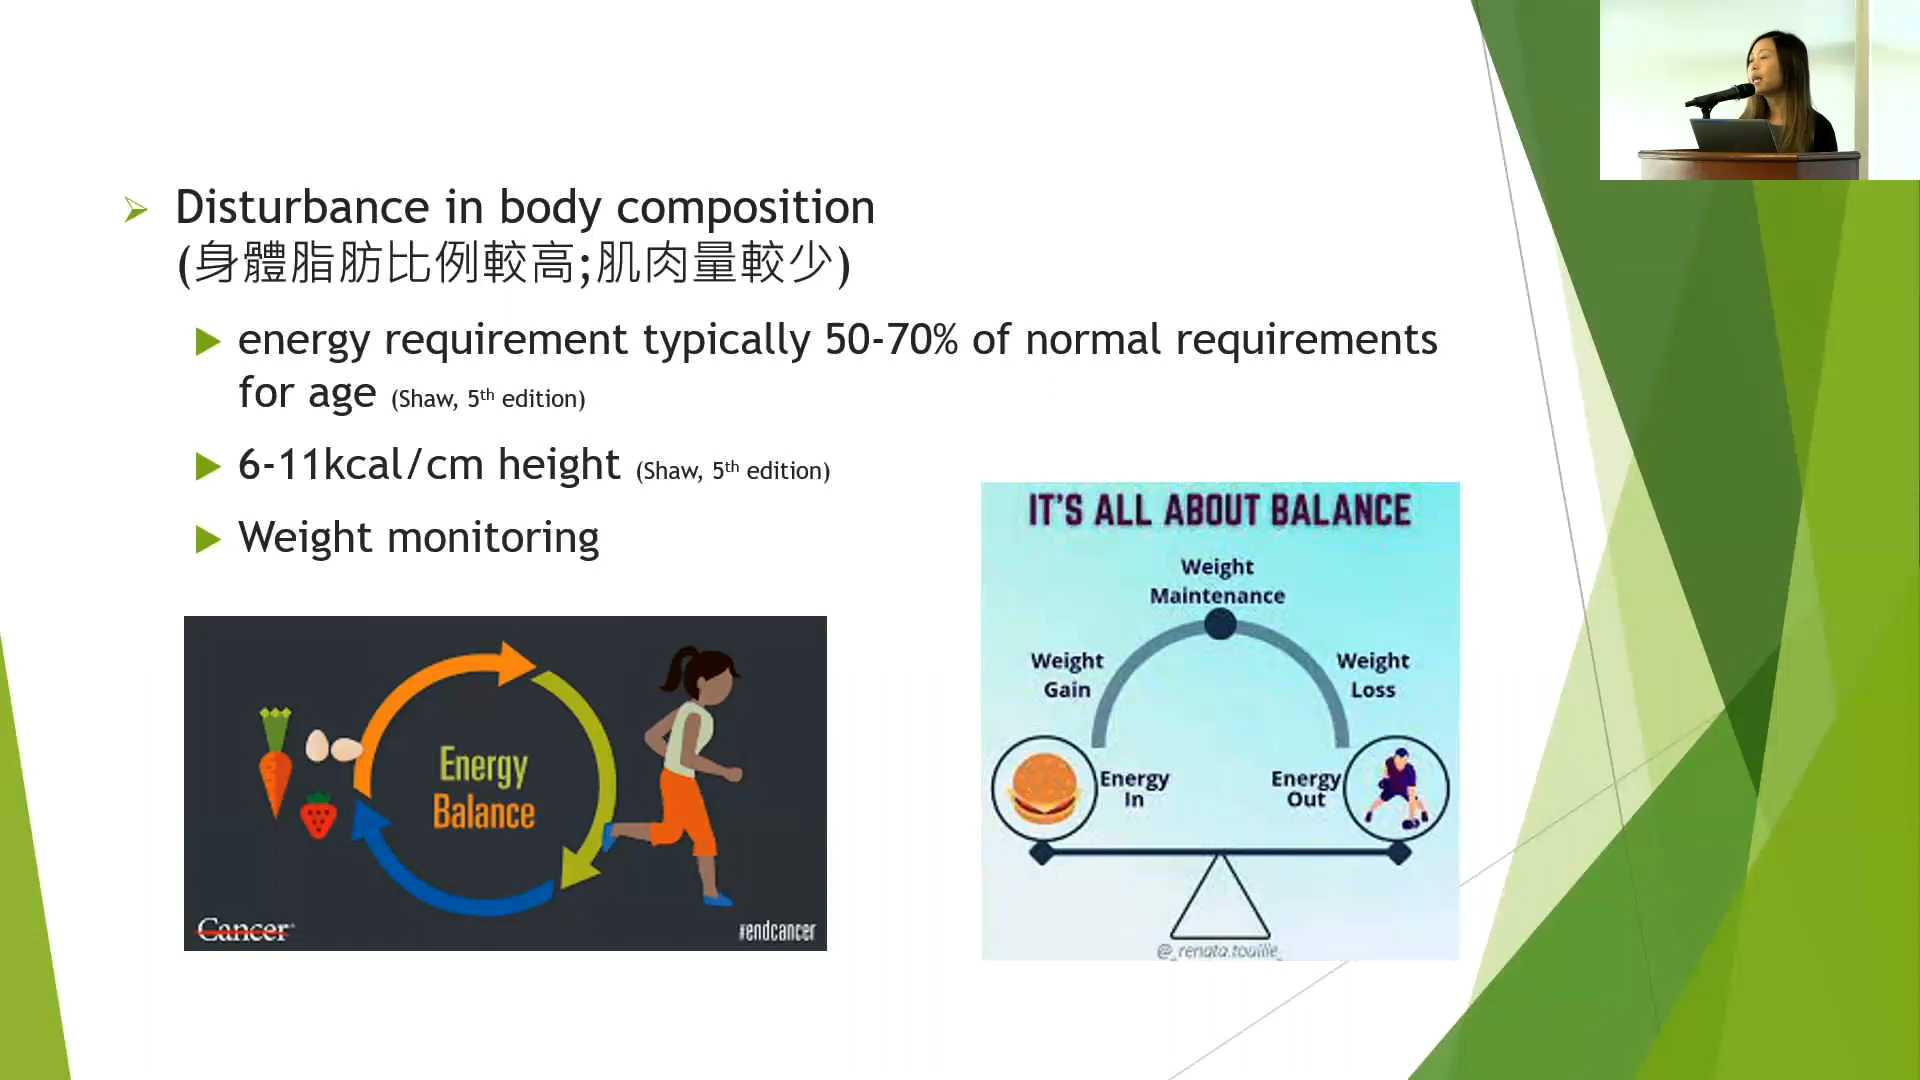 Disturbance in body composition
(身體脂肪比例較高;肌肉量較少)
energy requirement typically 50-70% of normal requirements
for age (Shaw, 5th edition)
6-11kcal/cm height (Shaw, 5th edition)
Weight monitoring
Energy
Balance
Cancer
#endcancer
IT'S ALL ABOUT BALANCE
Weight
Maintenance
Weight
Gain
Weight
Loss
Energy
In
Energy
Out
@_renata.touille_